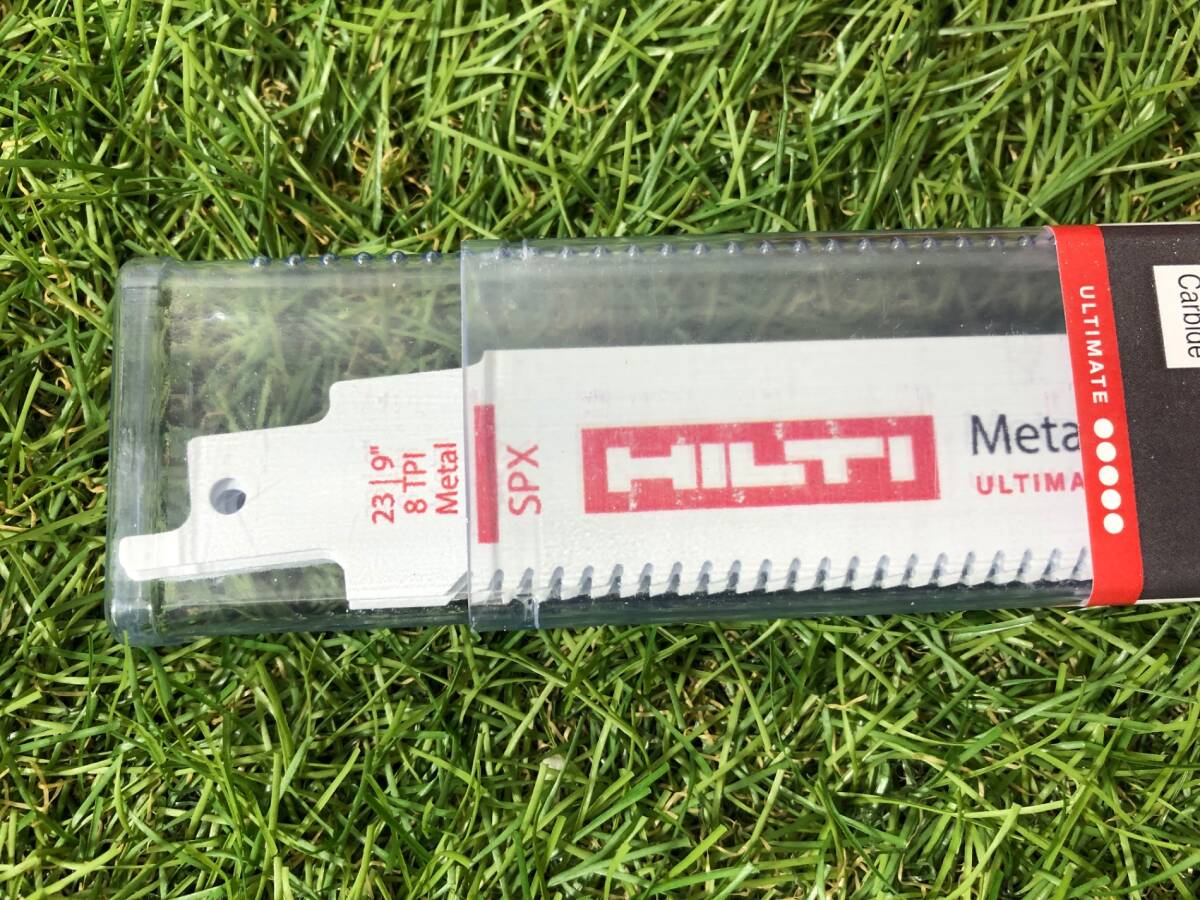 23 | 9"
8 TPI
Metal
SPX
HILTI
Meta
ULTIMA
ULTIMATE
Carbide